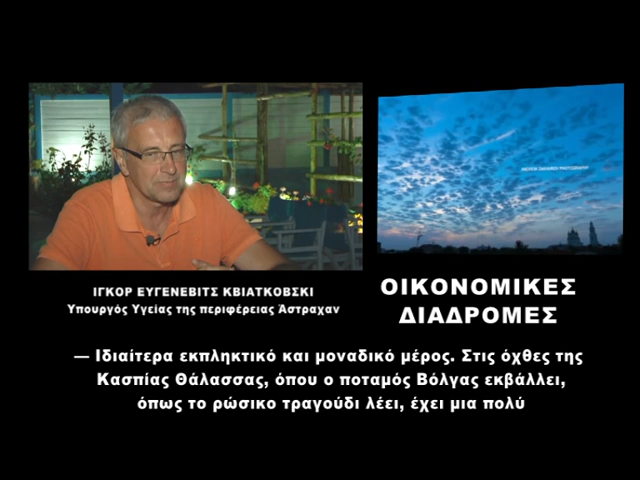 ΙΓΚΟΡ ΕΥΓΕΝΕΒΙΤΣ ΚΒΙΑΤΚΟΒΣΚΙ
Υπουργός Υγείας της περιφέρειας Άστραχαν
ΟΙΚΟΝΟΜΙΚΕΣ
ΔΙΑΔΡΟΜΕΣ
— Ιδιαίτερα εκπληκτικό και μοναδικό μέρος. Στις όχθες της
Κασπίας Θάλασσας, όπου ο ποταμός Βόλγας εκβάλλει,
όπως το ρώσικο τραγούδι λέει, έχει μια πολύ